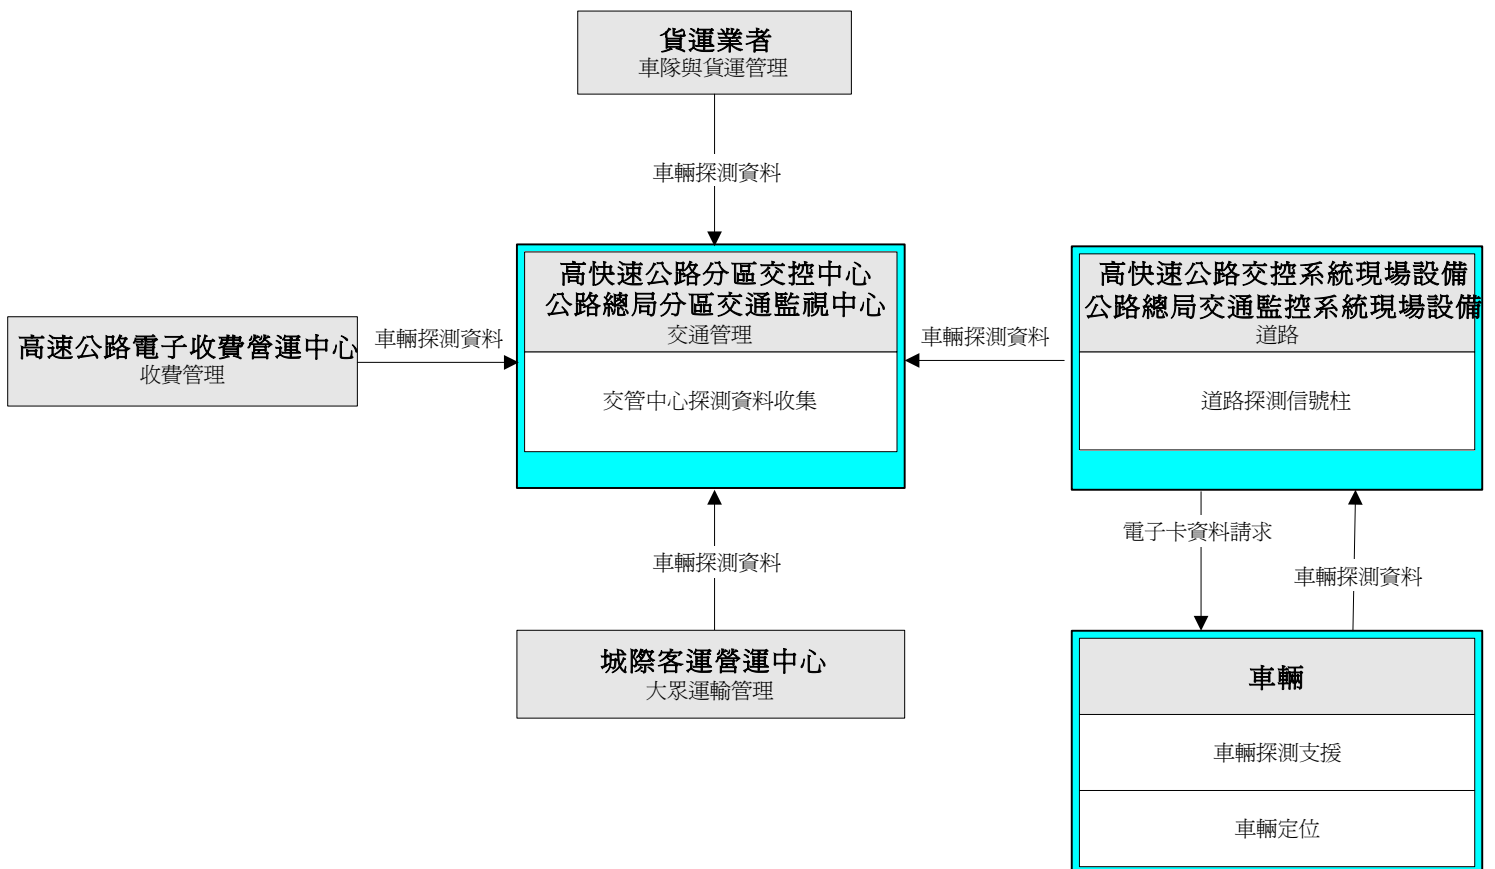 貨運業者
車隊與貨運管理
車輛探測資料
高快速公路分區交控中心
公路總局分區交通監視中心
交通管理
交管中心探測資料收集
高快速公路交控系統現場設備
公路總局交通監控系統現場設備
道路
道路探測信號柱
高速公路電子收費營運中心
收費管理
車輛探測資料
車輛探測資料
電子卡資料請求
車輛探測資料
車輛探測資料
城際客運營運中心
大眾運輸管理
車輛
車輛探測支援
車輛定位